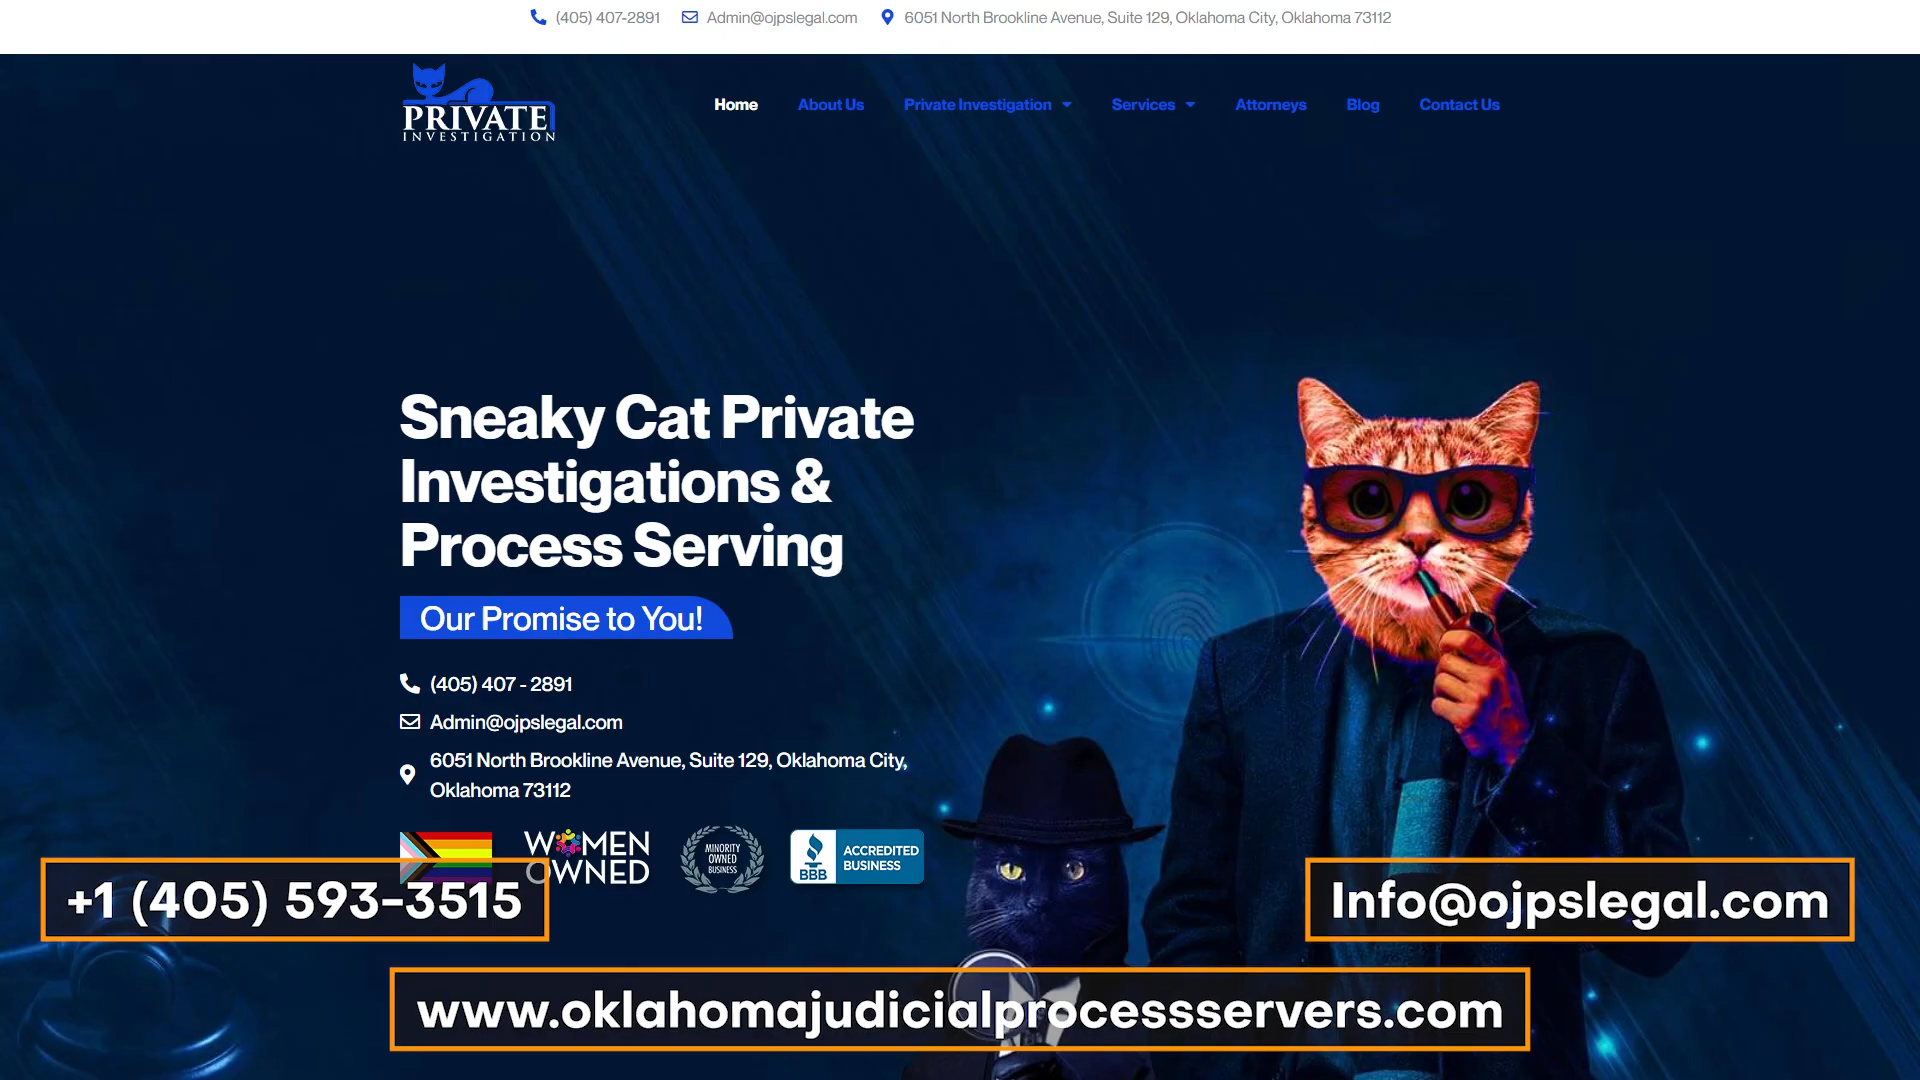 (405) 407-2891 Admin@ojpslegal.com 6051 North Brookline Avenue, Suite 129, Oklahoma City, Oklahoma 73112
PRIVATE
INVESTIGATION
Home About Us Private Investigation Services Attorneys Blog Contact Us
Sneaky Cat Private
Investigations &
Process Serving
Our Promise to You!
(405) 407 - 2891
Admin@ojpslegal.com
6051 North Brookline Avenue, Suite 129, Oklahoma City,
Oklahoma 73112
WOMEN
OWNED
MINORITY
OWNED
BUSINESS
BBB
ACCREDITED
BUSINESS
+1 (405) 593-3515
Info@ojpslegal.com
www.oklahomajudicialprocessservers.com